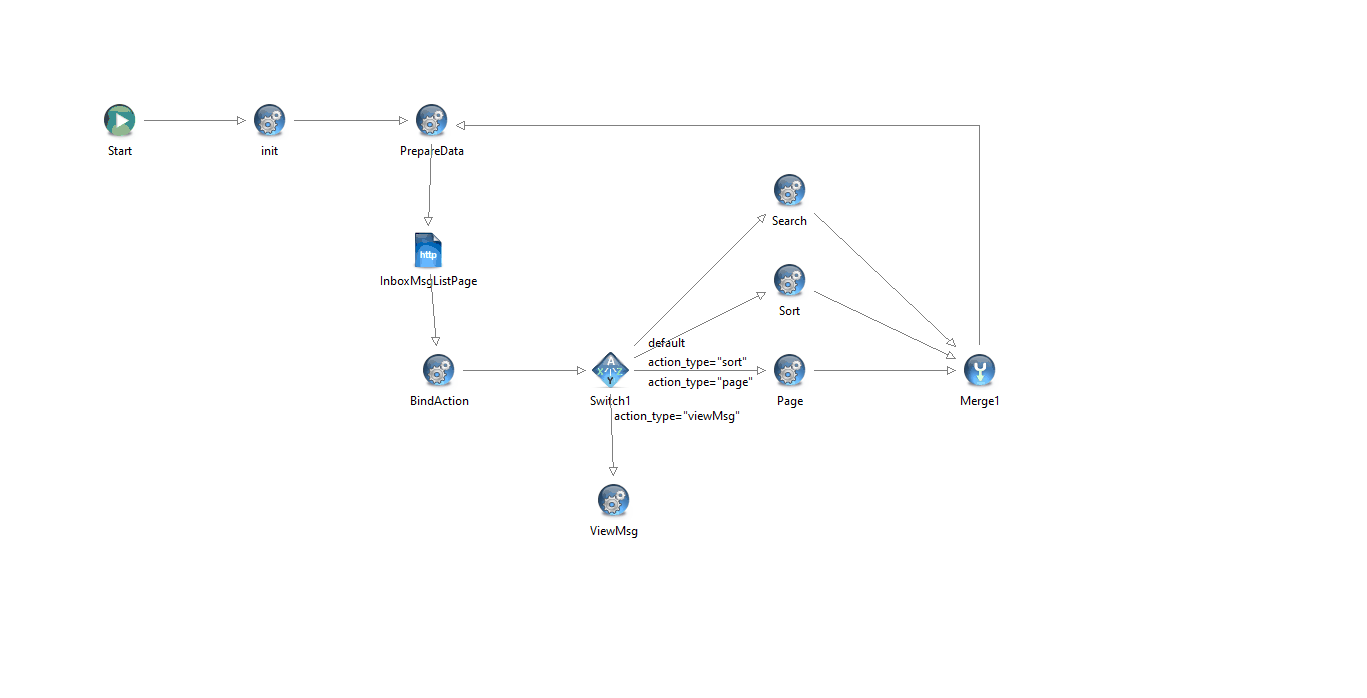 Start
init
PrepareData
Search
http
InboxMsgListPage
Sort
default
A
X Z
Y
action_type="sort"
action_type="page"
BindAction
Switch1
Page
Merge1
action_type="viewMsg"
ViewMsg